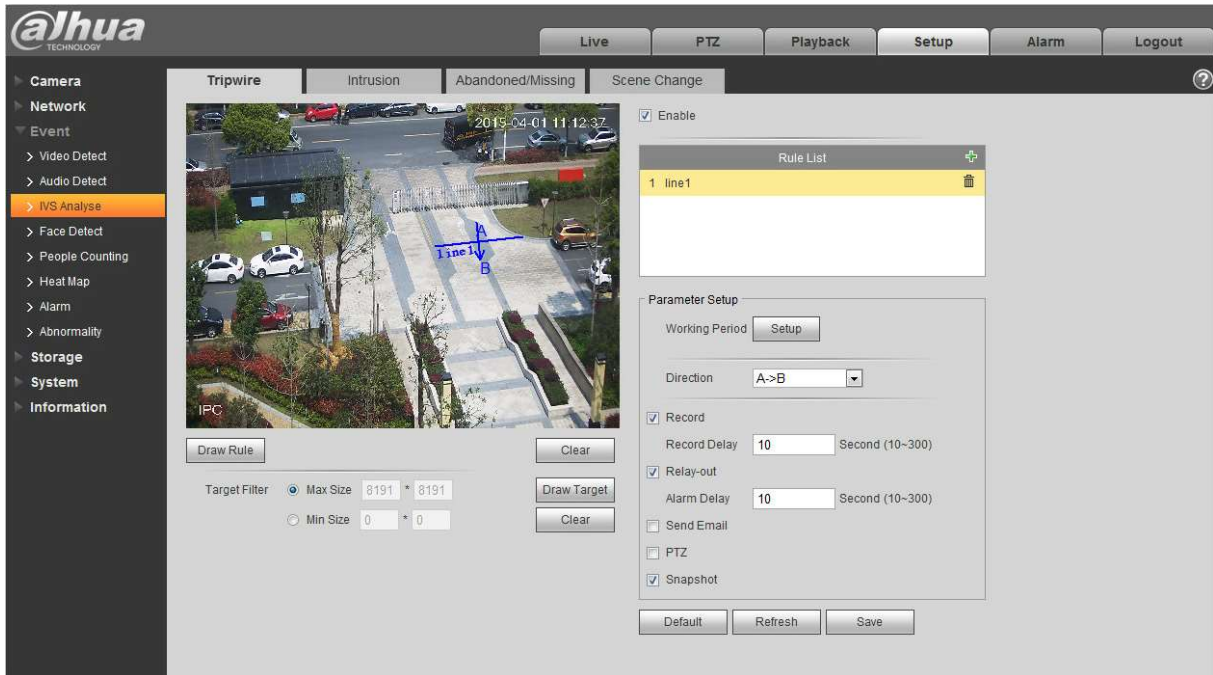 alhua
TECHNOLOGY
Live PTZ Playback Setup Alarm Logout
Camera
Network
Event
Video Detect
Audio Detect
IVS Analyse
Face Detect
People Counting
Heat Map
Alarm
Abnormality
Storage
System
Information
Tripwire Intrusion Abandoned/Missing Scene Change
?
2015-04-01 11:12:37
A
line1
B
IPC
Draw Rule Clear
Target Filter Max Size 8191 * 8191 Draw Target
Min Size 0 * 0 Clear
Enable
Rule List
1 line1
Parameter Setup
Working Period Setup
Direction A->B
Record
Record Delay 10 Second (10~300)
Relay-out
Alarm Delay 10 Second (10~300)
Send Email
PTZ
Snapshot
Default Refresh Save